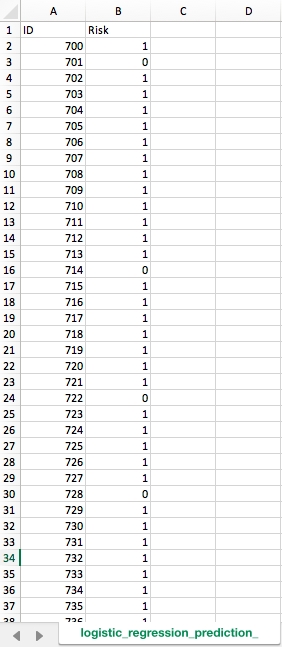 A B C D
1 ID Risk
2 700 1
3 701 0
4 702 1
5 703 1
6 704 1
7 705 1
8 706 1
9 707 1
10 708 1
11 709 1
12 710 1
13 711 1
14 712 1
15 713 1
16 714 0
17 715 1
18 716 1
19 717 1
20 718 1
21 719 1
22 720 1
23 721 1
24 722 0
25 723 1
26 724 1
27 725 1
28 726 1
29 727 1
30 728 0
31 729 1
32 730 1
33 731 1
34 732 1
35 733 1
36 734 1
37 735 1
38 736 1
logistic_regression_prediction_